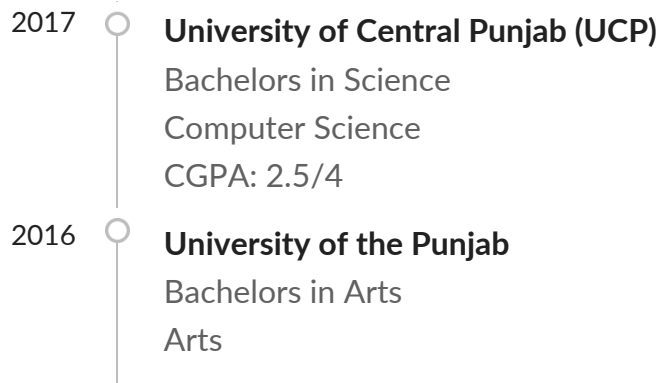 2017
University of Central Punjab (UCP)
Bachelors in Science
Computer Science
CGPA: 2.5/4
2016
University of the Punjab
Bachelors in Arts
Arts